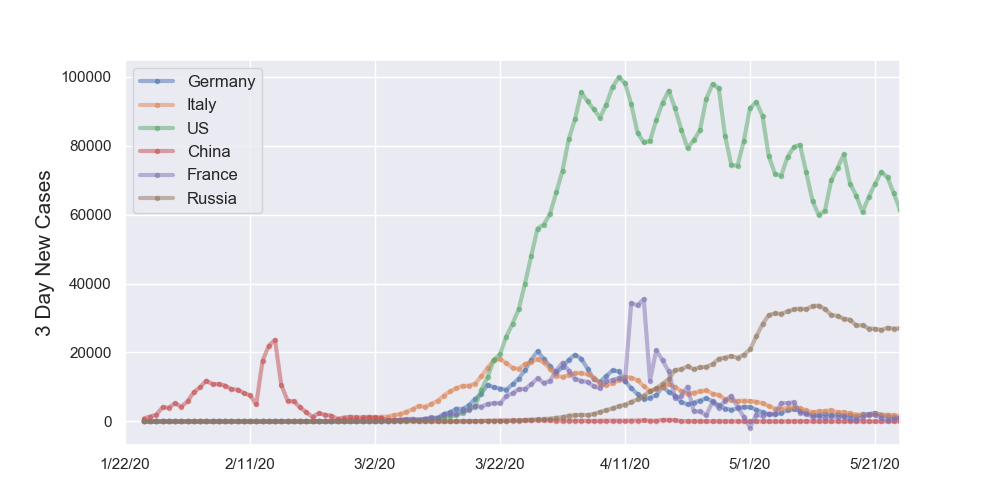 Germany
Italy
US
China
France
Russia
3 Day New Cases
100000
80000
60000
40000
20000
0
1/22/20 2/11/20 3/2/20 3/22/20 4/11/20 5/1/20 5/21/20